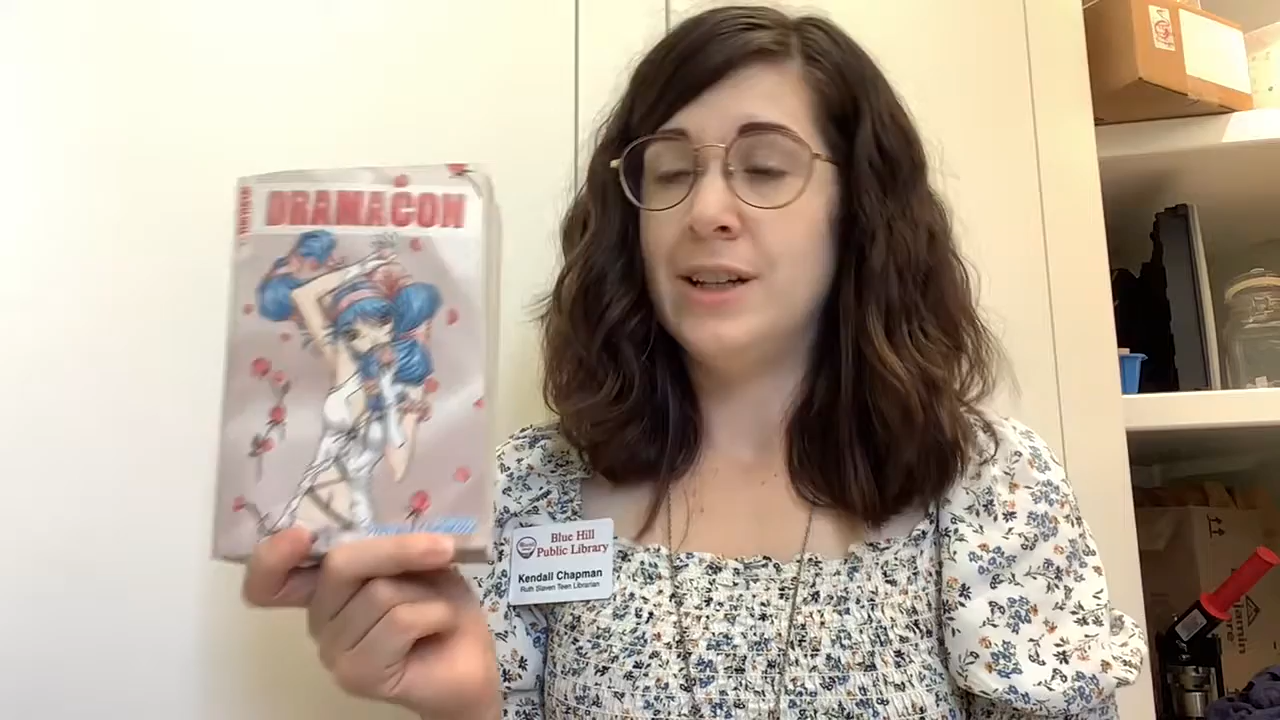 DRAMACON
Blue Hill
Public Library
Kendall Chapman
Ruth Slaven Teen Librarian